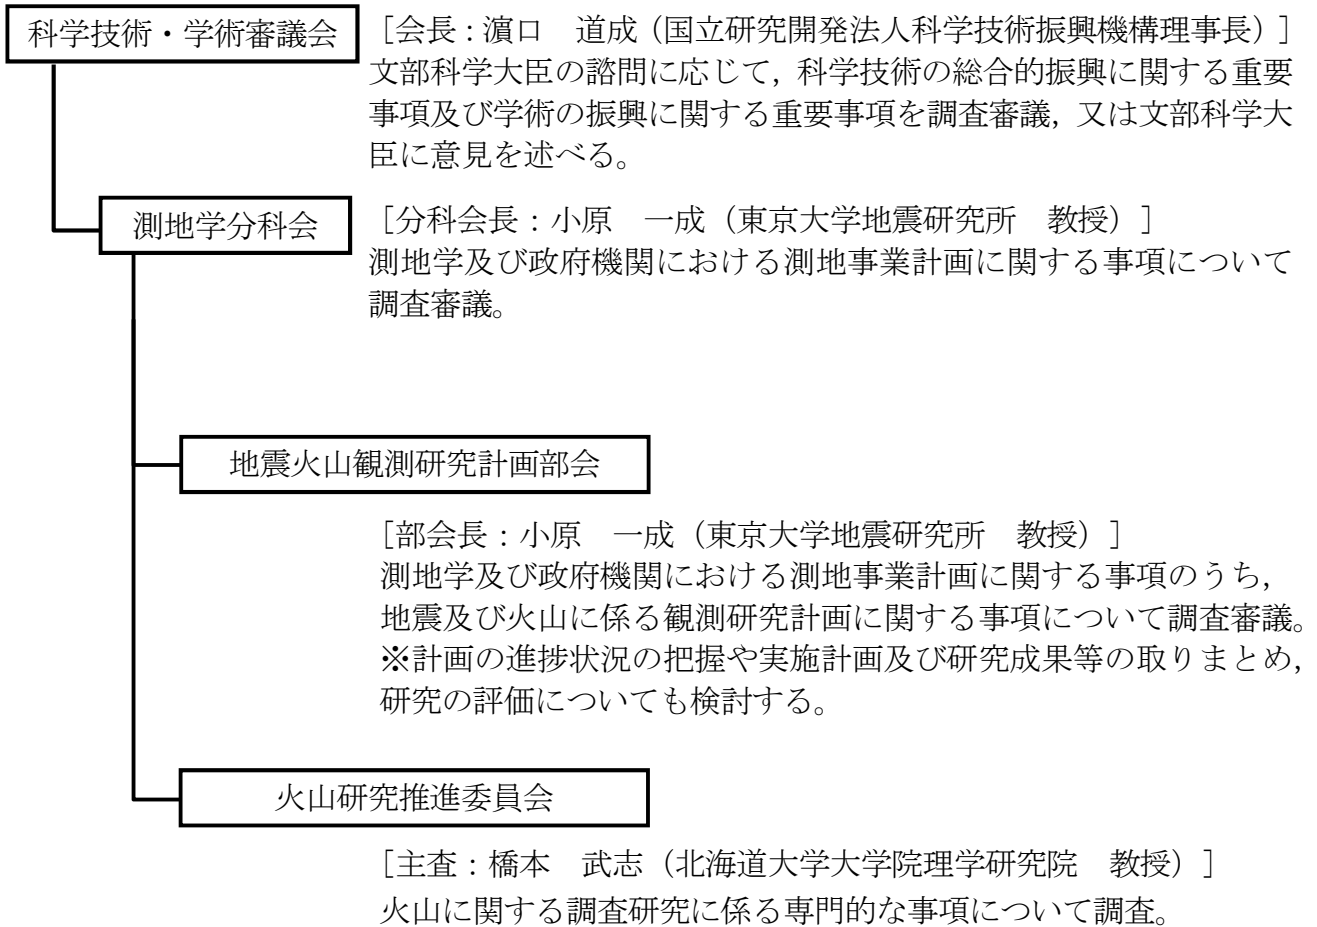 科学技術・学術審議会
［会長：濵口　道成（国立研究開発法人科学技術振興機構理事長）］
文部科学大臣の諮問に応じて，科学技術の総合的振興に関する重要
事項及び学術の振興に関する重要事項を調査審議，又は文部科学大
臣に意見を述べる。
測地学分科会
［分科会長：小原　一成（東京大学地震研究所　教授）］
測地学及び政府機関における測地事業計画に関する事項について
調査審議。
地震火山観測研究計画部会
［部会長：小原　一成（東京大学地震研究所　教授）］
測地学及び政府機関における測地事業計画に関する事項のうち，
地震及び火山に係る観測研究計画に関する事項について調査審議。
※計画の進捗状況の把握や実施計画及び研究成果等の取りまとめ，
研究の評価についても検討する。
火山研究推進委員会
［主査：橋本　武志（北海道大学大学院理学研究院　教授）］
火山に関する調査研究に係る専門的な事項について調査。